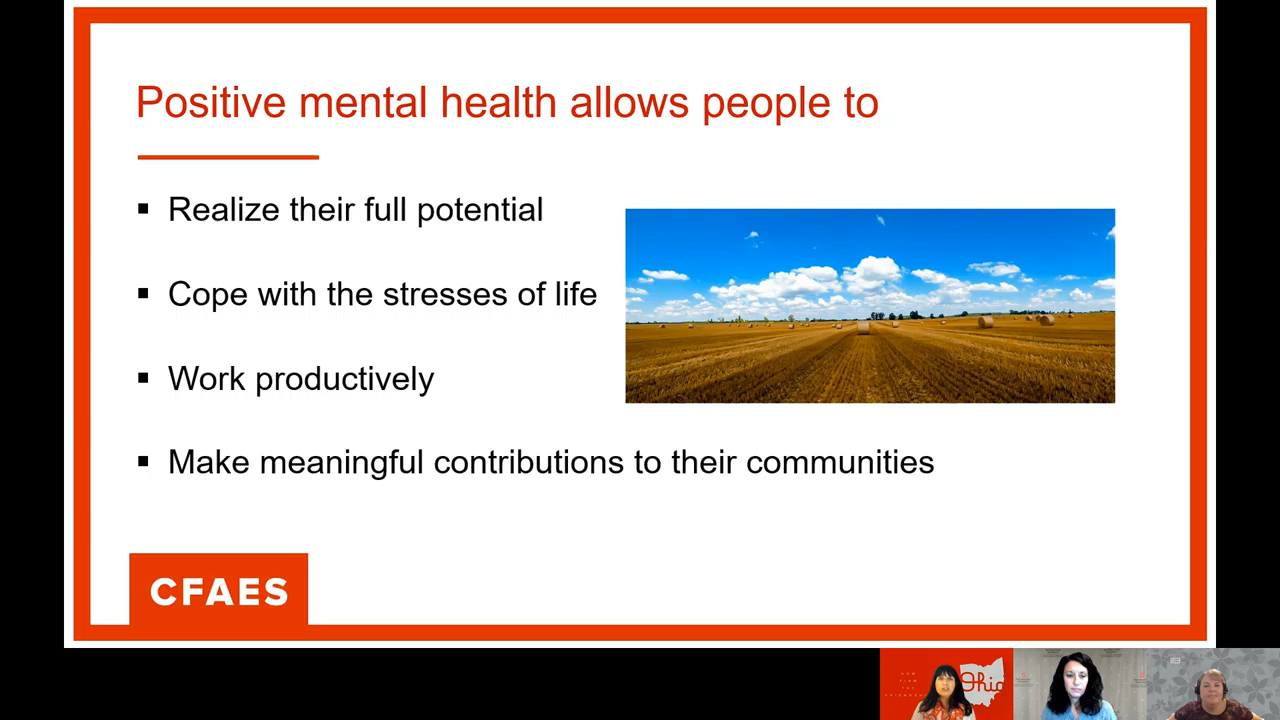 Positive mental health allows people to
▪ Realize their full potential
▪ Cope with the stresses of life
▪ Work productively
▪ Make meaningful contributions to their communities
CFAES
Ohio